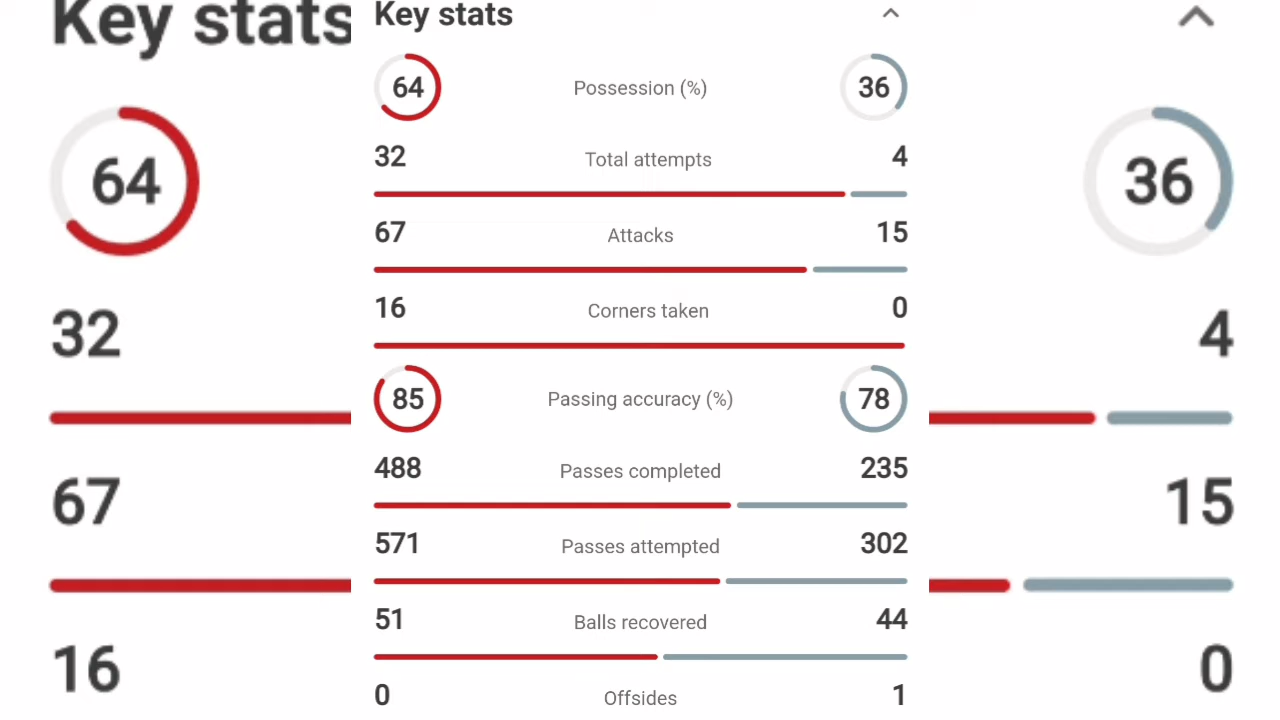 Key stats
64 Possession (%) 36
32 Total attempts 4
67 Attacks 15
16 Corners taken 0
85 Passing accuracy (%) 78
488 Passes completed 235
571 Passes attempted 302
51 Balls recovered 44
0 Offsides 1
Key stats
64 36
32 4
67 15
16 0